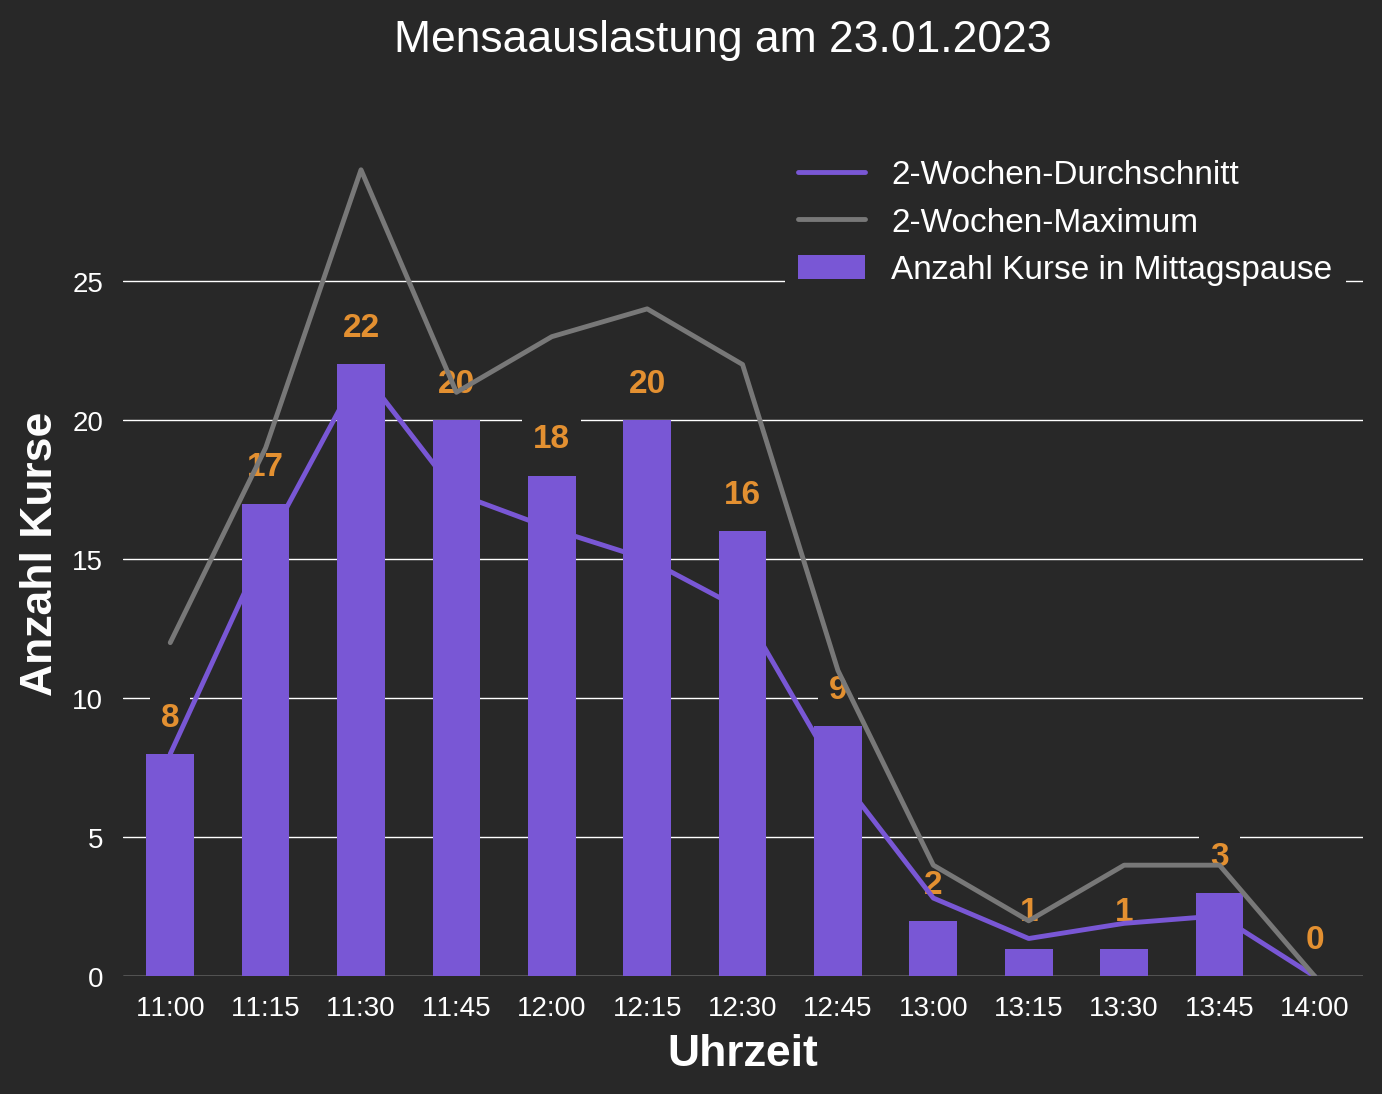 Mensaauslastung am 23.01.2023
2-Wochen-Durchschnitt
2-Wochen-Maximum
Anzahl Kurse in Mittagspause
Anzahl Kurse
25
20
15
10
5
0
8
17
22
20
18
20
16
9
2
1
1
3
0
11:00 11:15 11:30 11:45 12:00 12:15 12:30 12:45 13:00 13:15 13:30 13:45 14:00
Uhrzeit